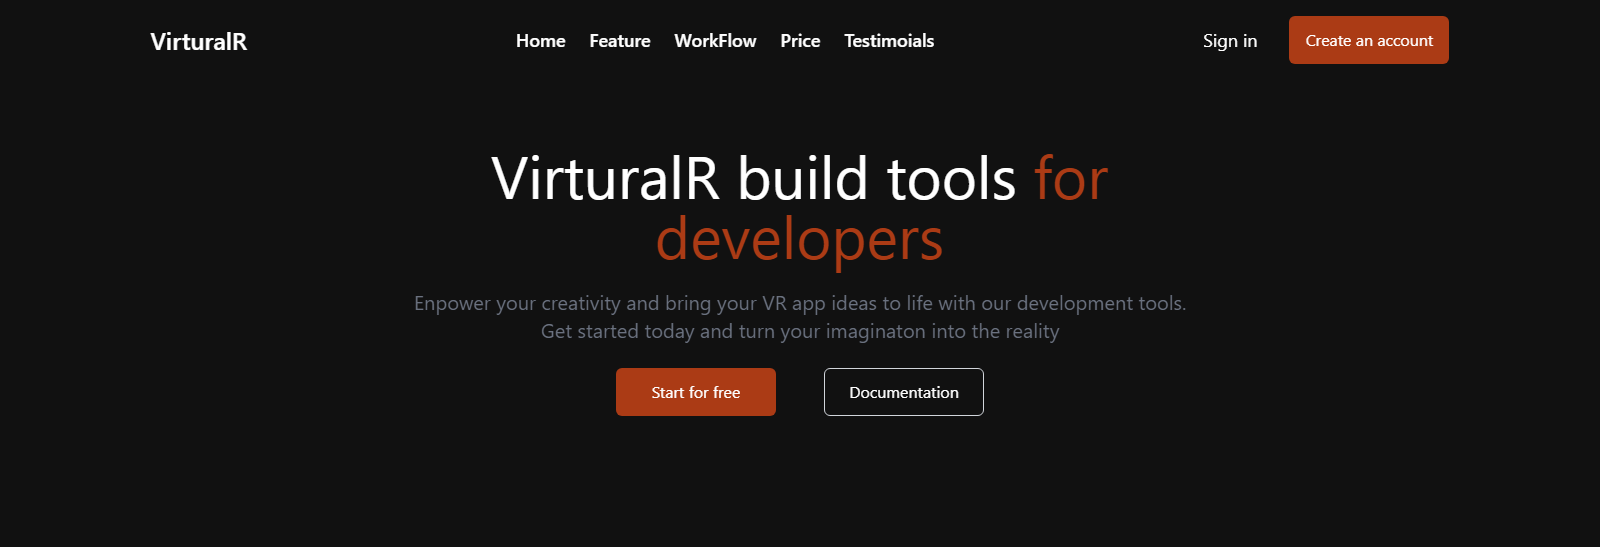 VirturalR
Home Feature WorkFlow Price Testimoials
Sign in
Create an account
VirturalR build tools for
developers
Enpower your creativity and bring your VR app ideas to life with our development tools.
Get started today and turn your imaginaton into the reality
Start for free
Documentation